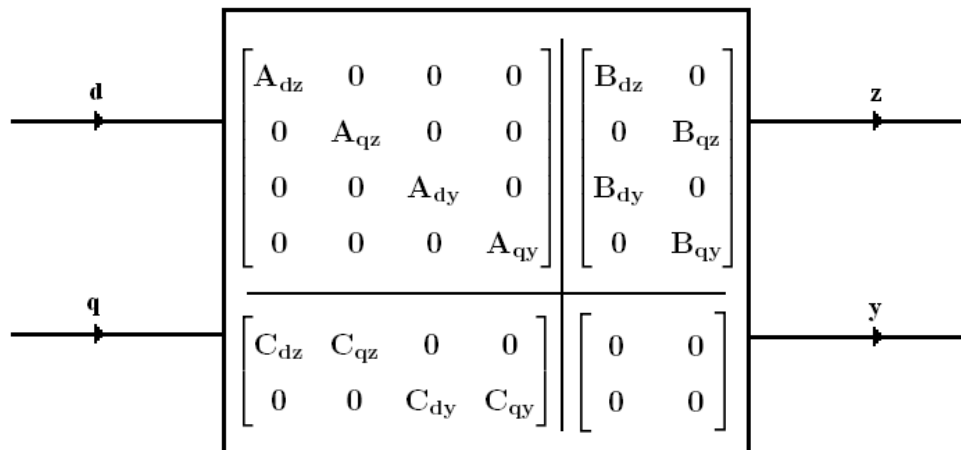 d
q
A_dz 0 0 0 B_dz 0
0 A_qz 0 0 0 B_qz
0 0 A_dy 0 B_dy 0
0 0 0 A_qy 0 B_qy
C_dz C_qz 0 0 0 0
0 0 C_dy C_qy 0 0
z
y